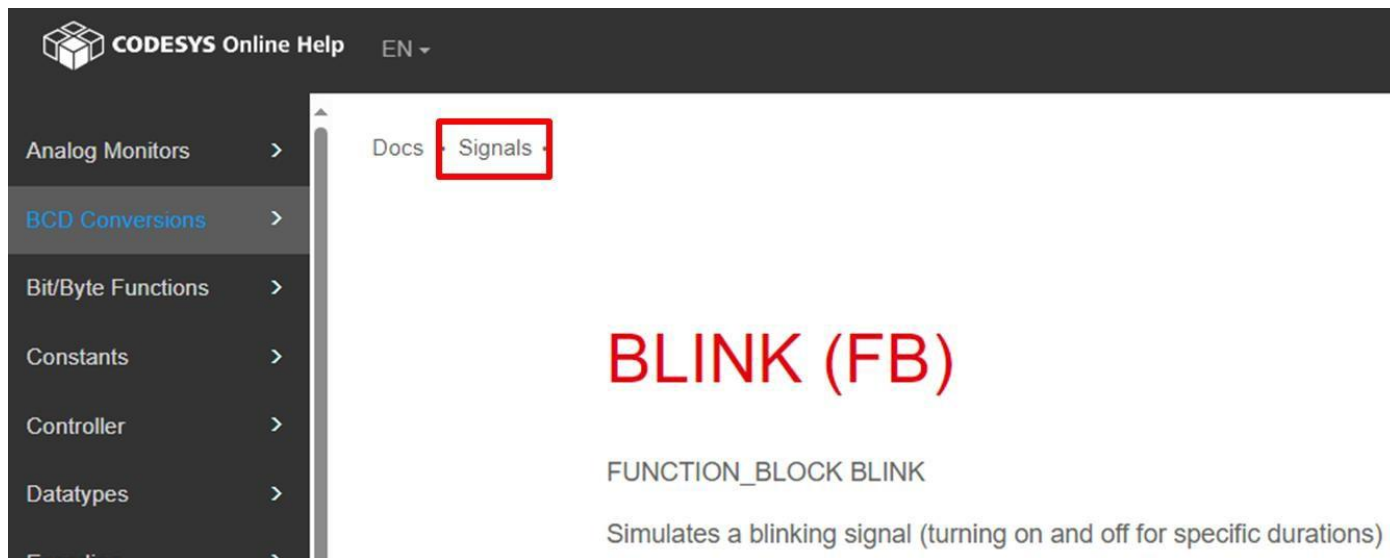 CODESYS Online Help EN
Analog Monitors
BCD Conversions
Bit/Byte Functions
Constants
Controller
Datatypes
Docs · Signals ·
BLINK (FB)
FUNCTION_BLOCK BLINK
Simulates a blinking signal (turning on and off for specific durations)